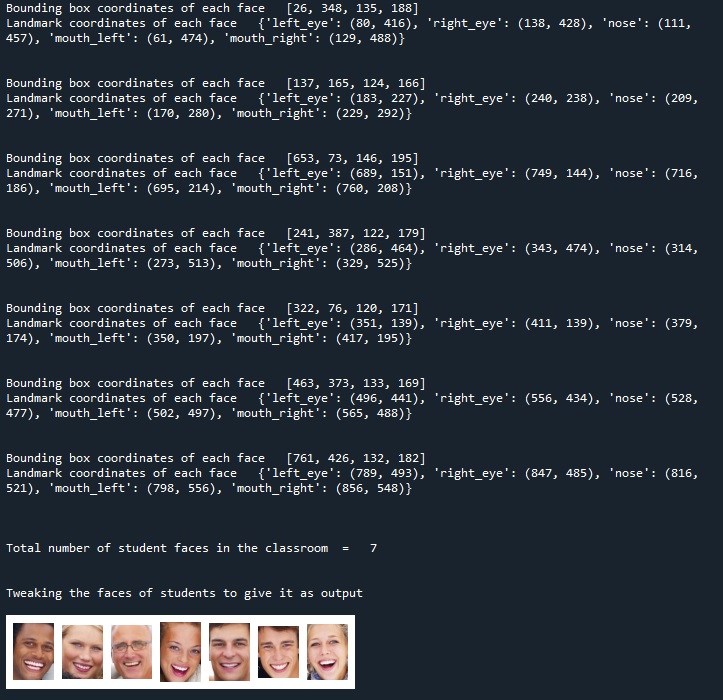 Bounding box coordinates of each face   [26, 348, 135, 188]
Landmark coordinates of each face   {'left_eye': (80, 416), 'right_eye': (138, 428), 'nose': (111,
457), 'mouth_left': (61, 474), 'mouth_right': (129, 488)}
Bounding box coordinates of each face   [137, 165, 124, 166]
Landmark coordinates of each face   {'left_eye': (183, 227), 'right_eye': (240, 238), 'nose': (209,
271), 'mouth_left': (170, 280), 'mouth_right': (229, 292)}
Bounding box coordinates of each face   [653, 73, 146, 195]
Landmark coordinates of each face   {'left_eye': (689, 151), 'right_eye': (749, 144), 'nose': (716,
186), 'mouth_left': (695, 214), 'mouth_right': (760, 208)}
Bounding box coordinates of each face   [241, 387, 122, 179]
Landmark coordinates of each face   {'left_eye': (286, 464), 'right_eye': (343, 474), 'nose': (314,
506), 'mouth_left': (273, 513), 'mouth_right': (329, 525)}
Bounding box coordinates of each face   [322, 76, 120, 171]
Landmark coordinates of each face   {'left_eye': (351, 139), 'right_eye': (411, 139), 'nose': (379,
174), 'mouth_left': (350, 197), 'mouth_right': (417, 195)}
Bounding box coordinates of each face   [463, 373, 133, 169]
Landmark coordinates of each face   {'left_eye': (496, 441), 'right_eye': (556, 434), 'nose': (528,
477), 'mouth_left': (502, 497), 'mouth_right': (565, 488)}
Bounding box coordinates of each face   [761, 426, 132, 182]
Landmark coordinates of each face   {'left_eye': (789, 493), 'right_eye': (847, 485), 'nose': (816,
521), 'mouth_left': (798, 556), 'mouth_right': (856, 548)}
Total number of student faces in the classroom  =   7
Tweaking the faces of students to give it as output